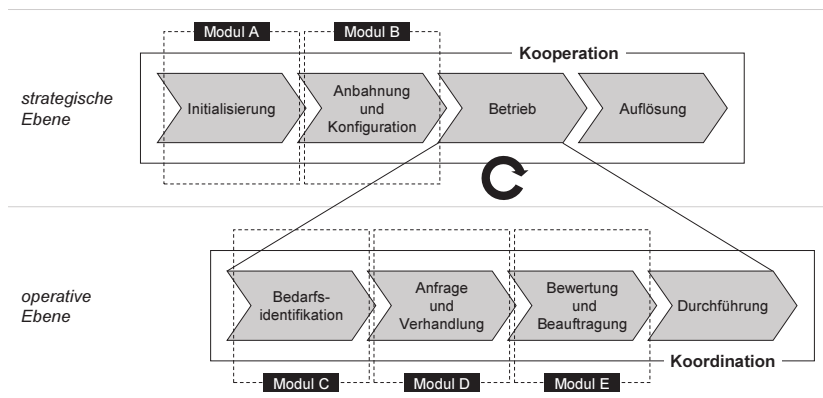 Modul A
Modul B
Kooperation
strategische
Ebene
Initialisierung
Anbahnung
und
Konfiguration
Betrieb
Auflösung
operative
Ebene
Bedarfs-
identifikation
Anfrage
und
Verhandlung
Bewertung
und
Beauftragung
Durchführung
Koordination
Modul C
Modul D
Modul E